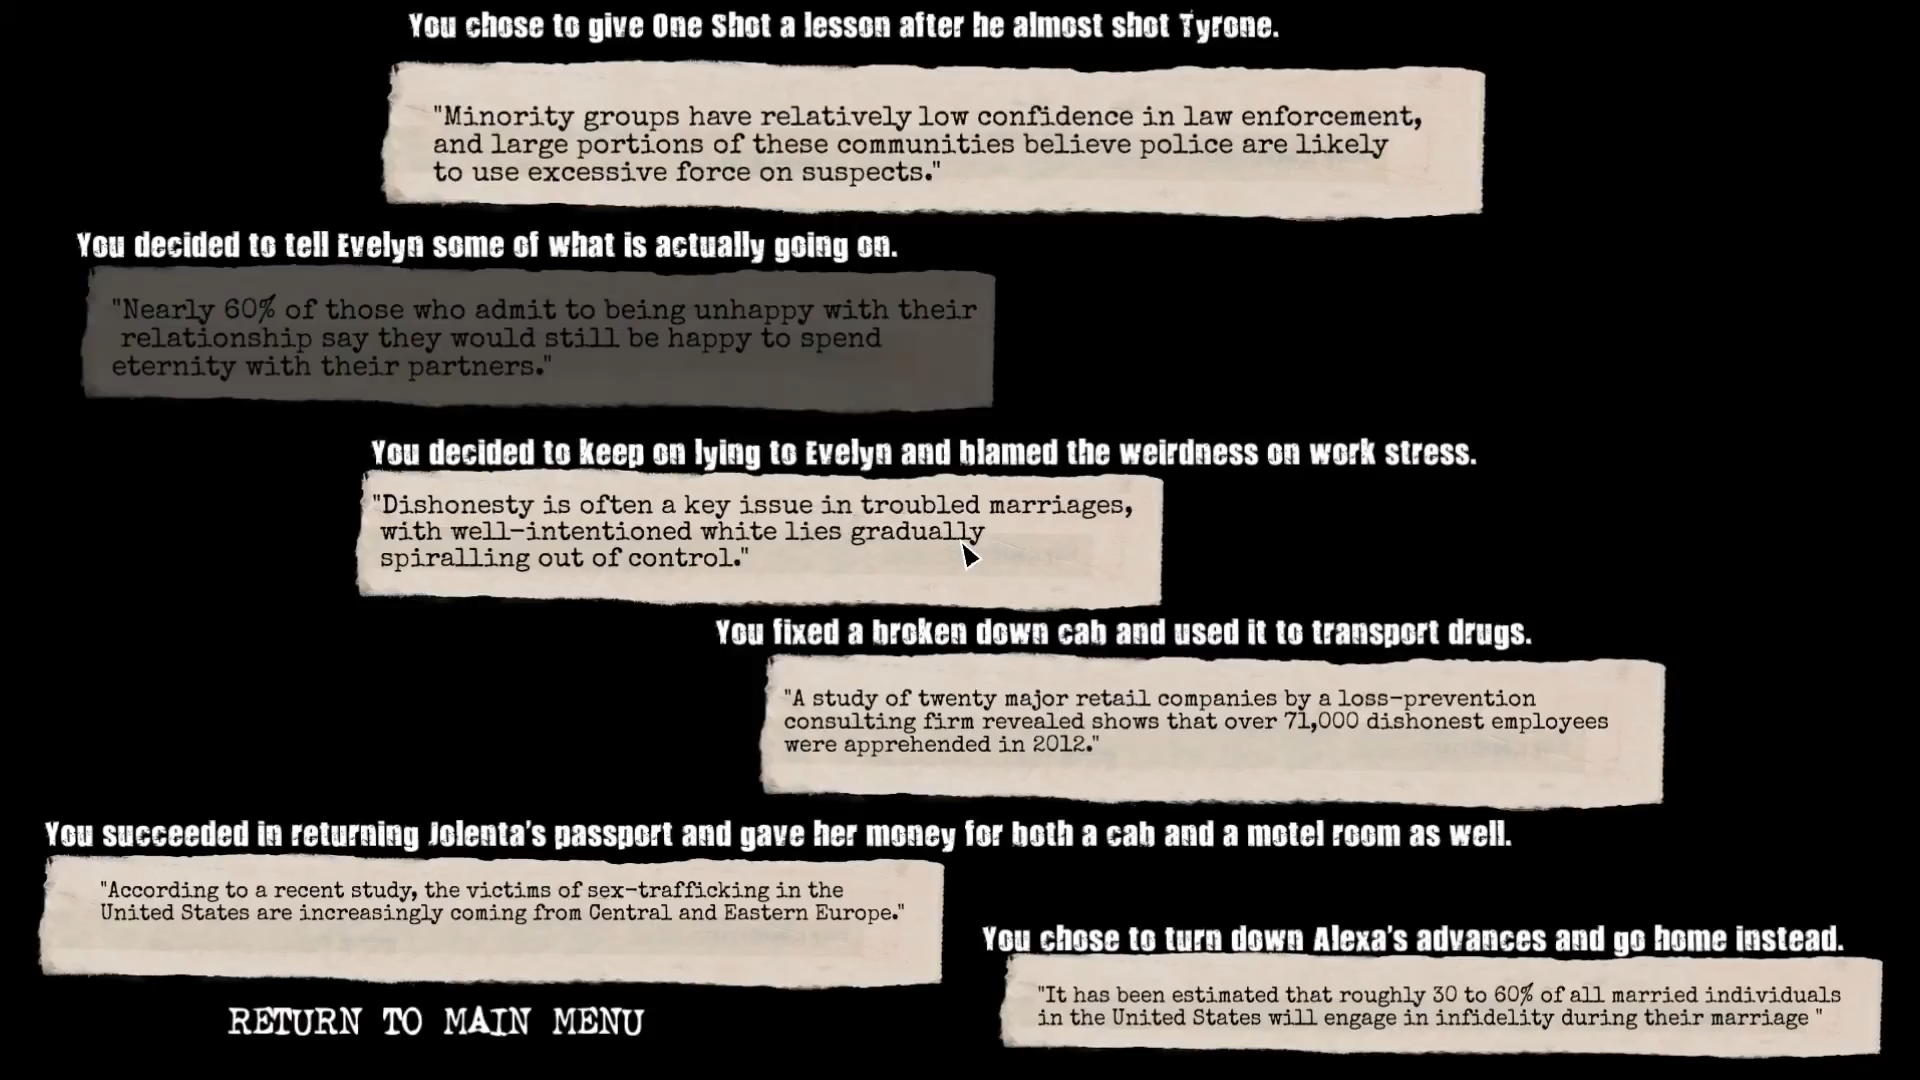 You chose to give One Shot a lesson after he almost shot Tyrone.
"Minority groups have relatively low confidence in law enforcement,
and large portions of these communities believe police are likely
to use excessive force on suspects."
You decided to tell Evelyn some of what is actually going on.
"Nearly 60% of those who admit to being unhappy with their
relationship say they would still be happy to spend
eternity with their partners."
You decided to keep on lying to Evelyn and blamed the weirdness on work stress.
"Dishonesty is often a key issue in troubled marriages,
with well-intentioned white lies gradually
spiralling out of control."
You fixed a broken down cab and used it to transport drugs.
"A study of twenty major retail companies by a loss-prevention
consulting firm revealed shows that over 71,000 dishonest employees
were apprehended in 2012."
You succeeded in returning Jolenta's passport and gave her money for both a cab and a motel room as well.
"According to a recent study, the victims of sex-trafficking in the
United States are increasingly coming from Central and Eastern Europe."
You chose to turn down Alexa's advances and go home instead.
"It has been estimated that roughly 30 to 60% of all married individuals
in the United States will engage in infidelity during their marriage "
RETURN TO MAIN MENU